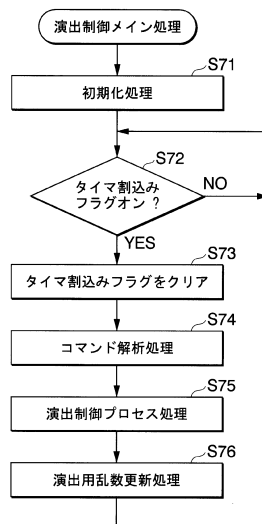 演出制御メイン処理
S71
初期化処理
S72
タイマ割込み
フラグオン ?
NO
YES
S73
タイマ割込みフラグをクリア
S74
コマンド解析処理
S75
演出制御プロセス処理
S76
演出用乱数更新処理